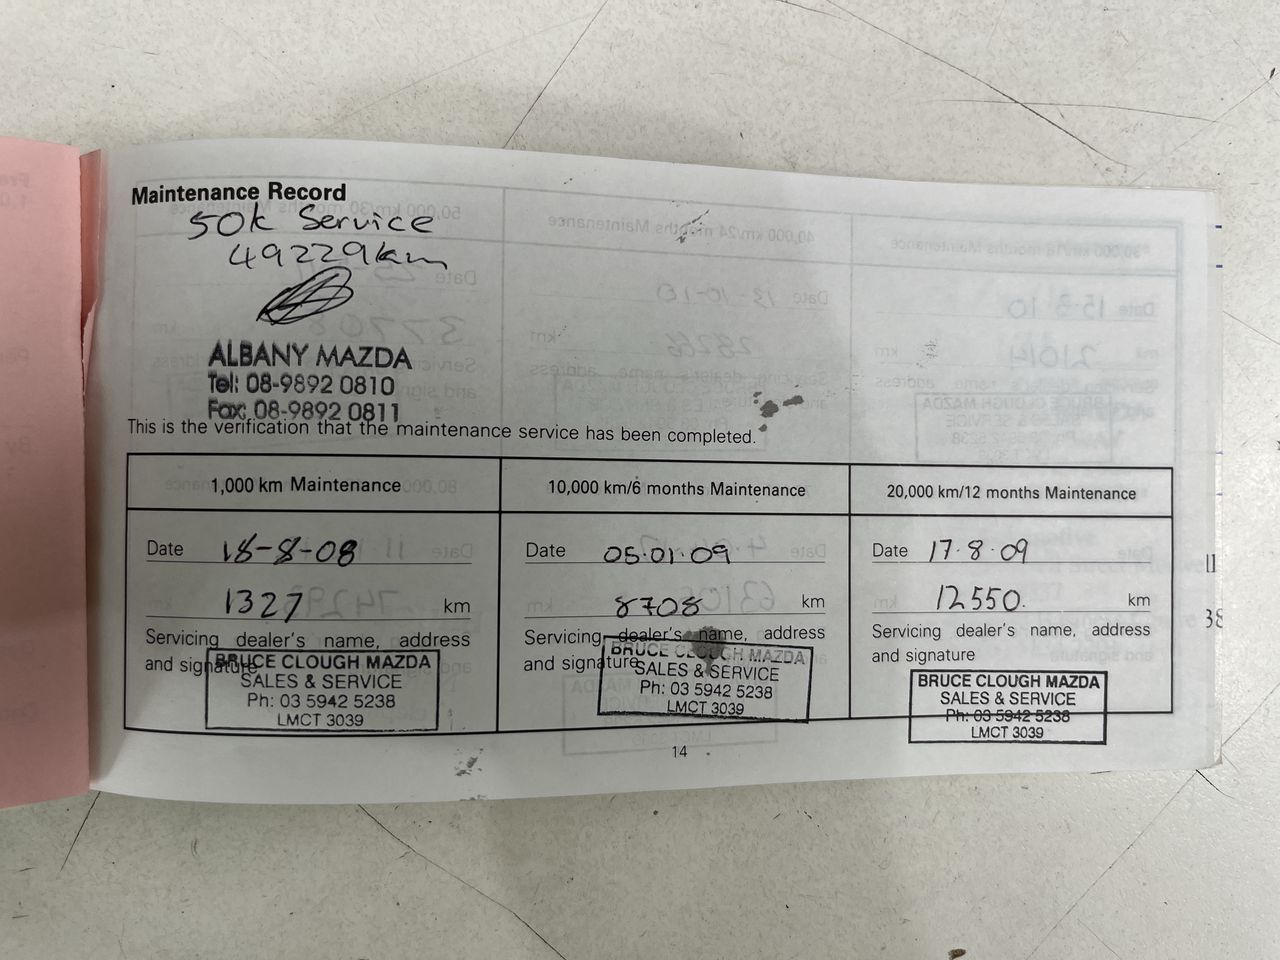 Maintenance Record
50k Service
49229km
ALBANY MAZDA
Tel: 08-9892 0810
Fax: 08-9892 0811
This is the verification that the maintenance service has been completed.
1,000 km Maintenance
Date 18-8-08
1327 km
Servicing dealer's name, address
and signature
BRUCE CLOUGH MAZDA
SALES & SERVICE
Ph: 03 5942 5238
LMCT 3039
10,000 km/6 months Maintenance
Date 05.01.09
8708 km
Servicing dealer's name, address
and signature
BRUCE CLOUGH MAZDA
SALES & SERVICE
Ph: 03 5942 5238
LMCT 3039
20,000 km/12 months Maintenance
Date 17.8.09
12550. km
Servicing dealer's name, address
and signature
BRUCE CLOUGH MAZDA
SALES & SERVICE
Ph: 03 5942 5238
LMCT 3039
14